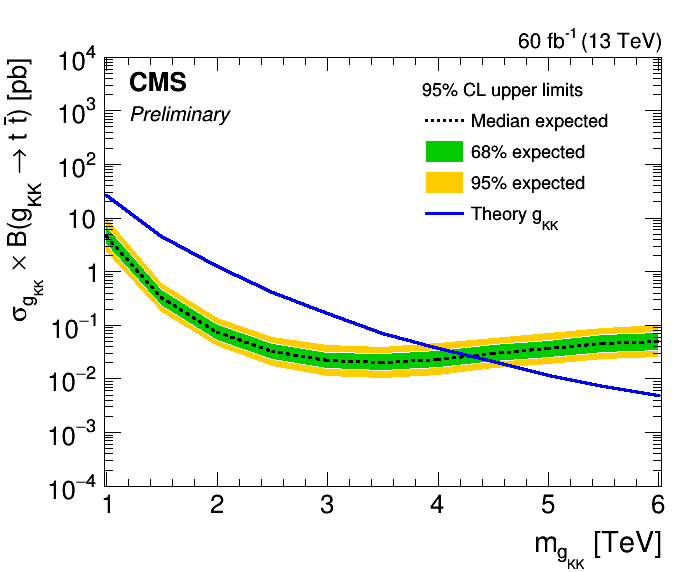 60 fb⁻¹ (13 TeV)
CMS
Preliminary
95% CL upper limits
Median expected
68% expected
95% expected
Theory g_KK
σ_g_KK × B(g_KK → t t̄) [pb]
10⁴
10³
10²
10
1
10⁻¹
10⁻²
10⁻³
10⁻⁴
1 2 3 4 5 6
m_g_KK [TeV]